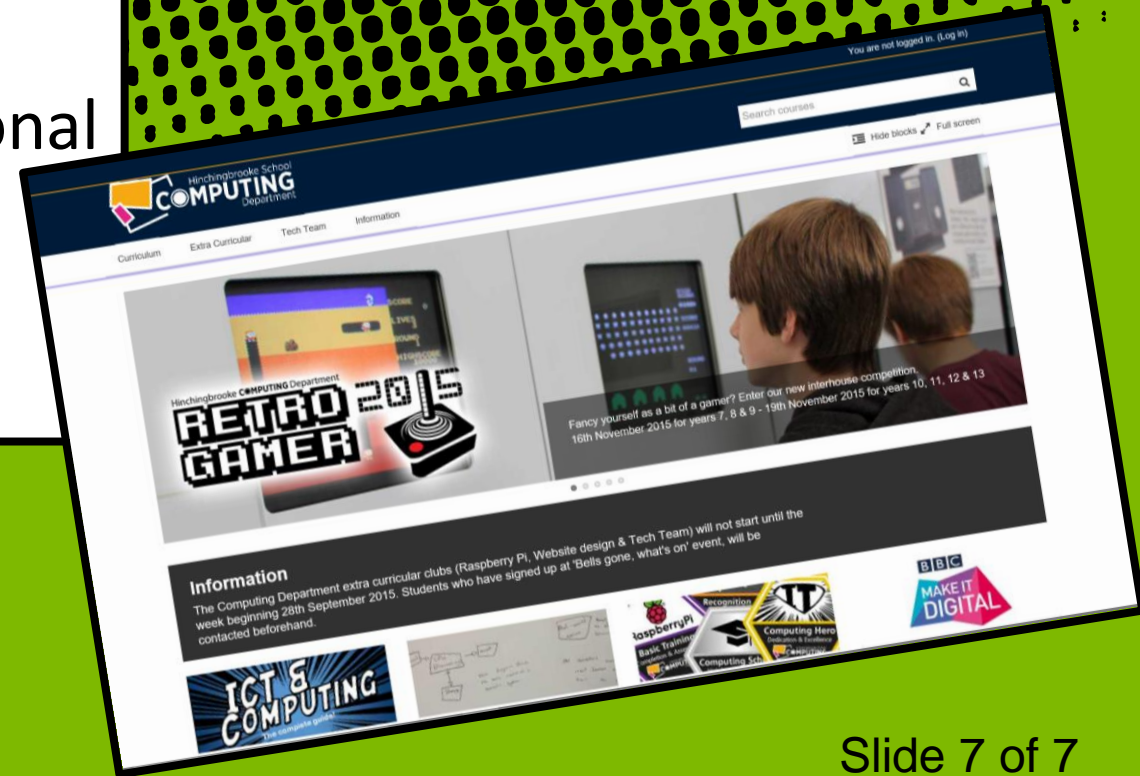 onal
You are not logged in. (Log in)
Search courses
Hide blocks Full screen
Hinchingbrooke School
COMPUTING
Department
Curriculum Extra Curricular Tech Team Information
SCORE
LIVES
ROUND
HIGHSCORE
Hinchingbrooke COMPUTING Department
RETRO 2015
GAMER
Fancy yourself as a bit of a gamer? Enter our new interhouse competition.
16th November 2015 for years 7, 8 & 9 - 19th November 2015 for years 10, 11, 12 & 13
Information
The Computing Department extra curricular clubs (Raspberry Pi, Website design & Tech Team) will not start until the
week beginning 28th September 2015. Students who have signed up at 'Bells gone, what's on' event, will be
contacted beforehand.
ICT &
COMPUTING
The complete guide!
RaspberryPi
Basic Training
Recognition
Computing Sch
IT
Computing Hero
Dedication & Excellence
BBC
MAKE IT
DIGITAL
Slide 7 of 7